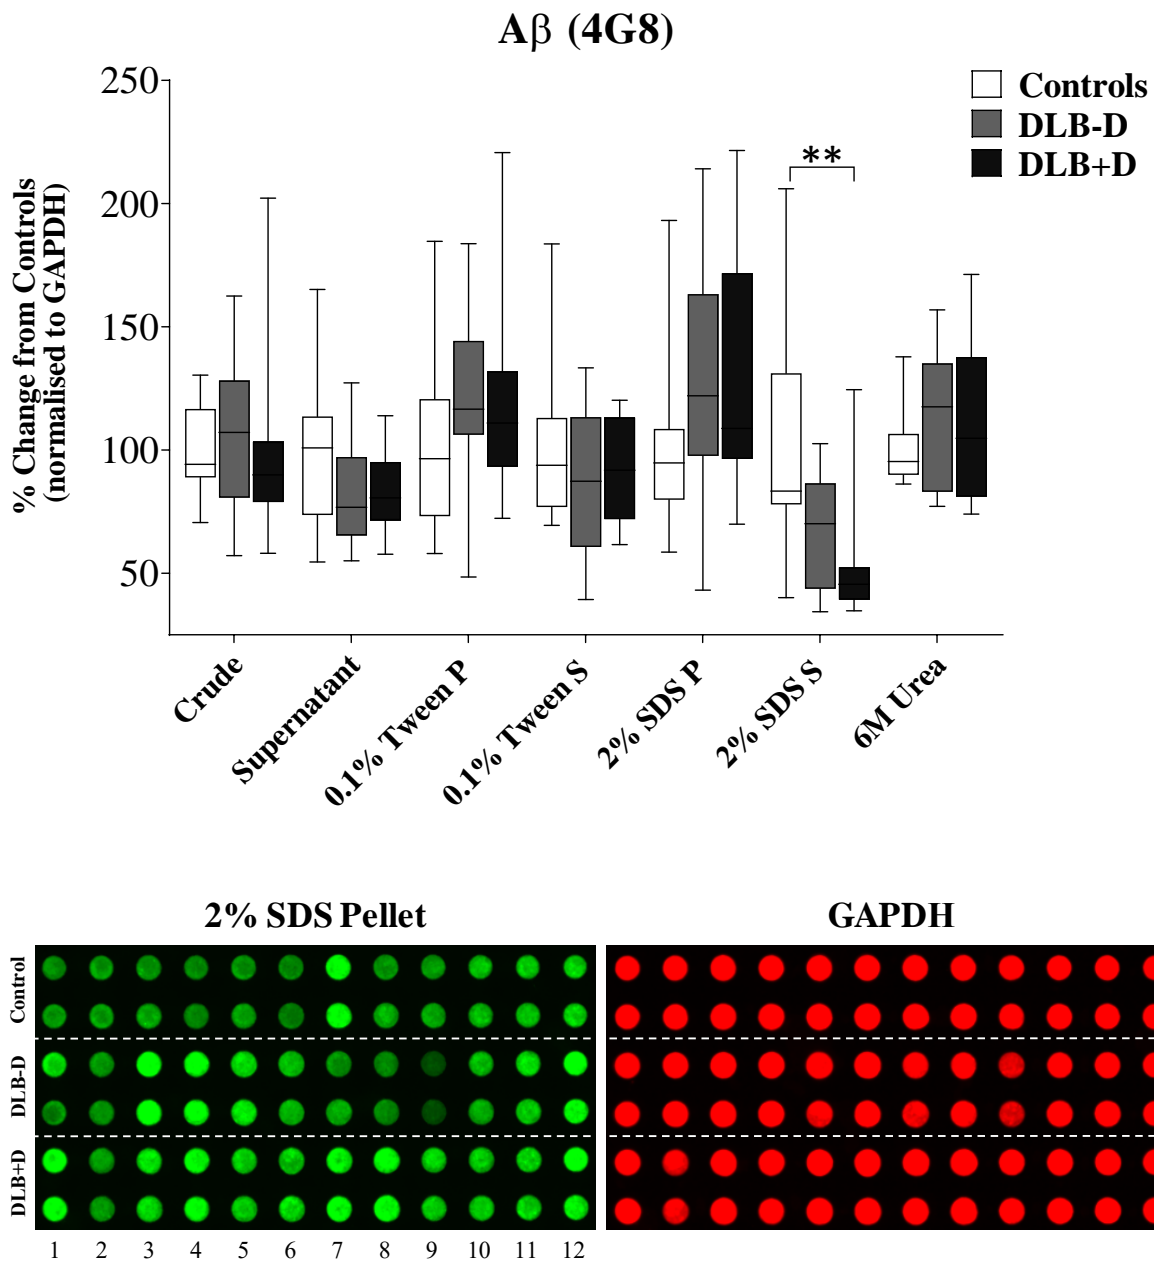 Aβ (4G8)
Controls
DLB-D
DLB+D
% Change from Controls
(normalised to GAPDH)
250
200
150
100
50
**
Crude
Supernatant
0.1% Tween P
0.1% Tween S
2% SDS P
2% SDS S
6M Urea
2% SDS Pellet
GAPDH
Control
DLB-D
DLB+D
1 2 3 4 5 6 7 8 9 10 11 12